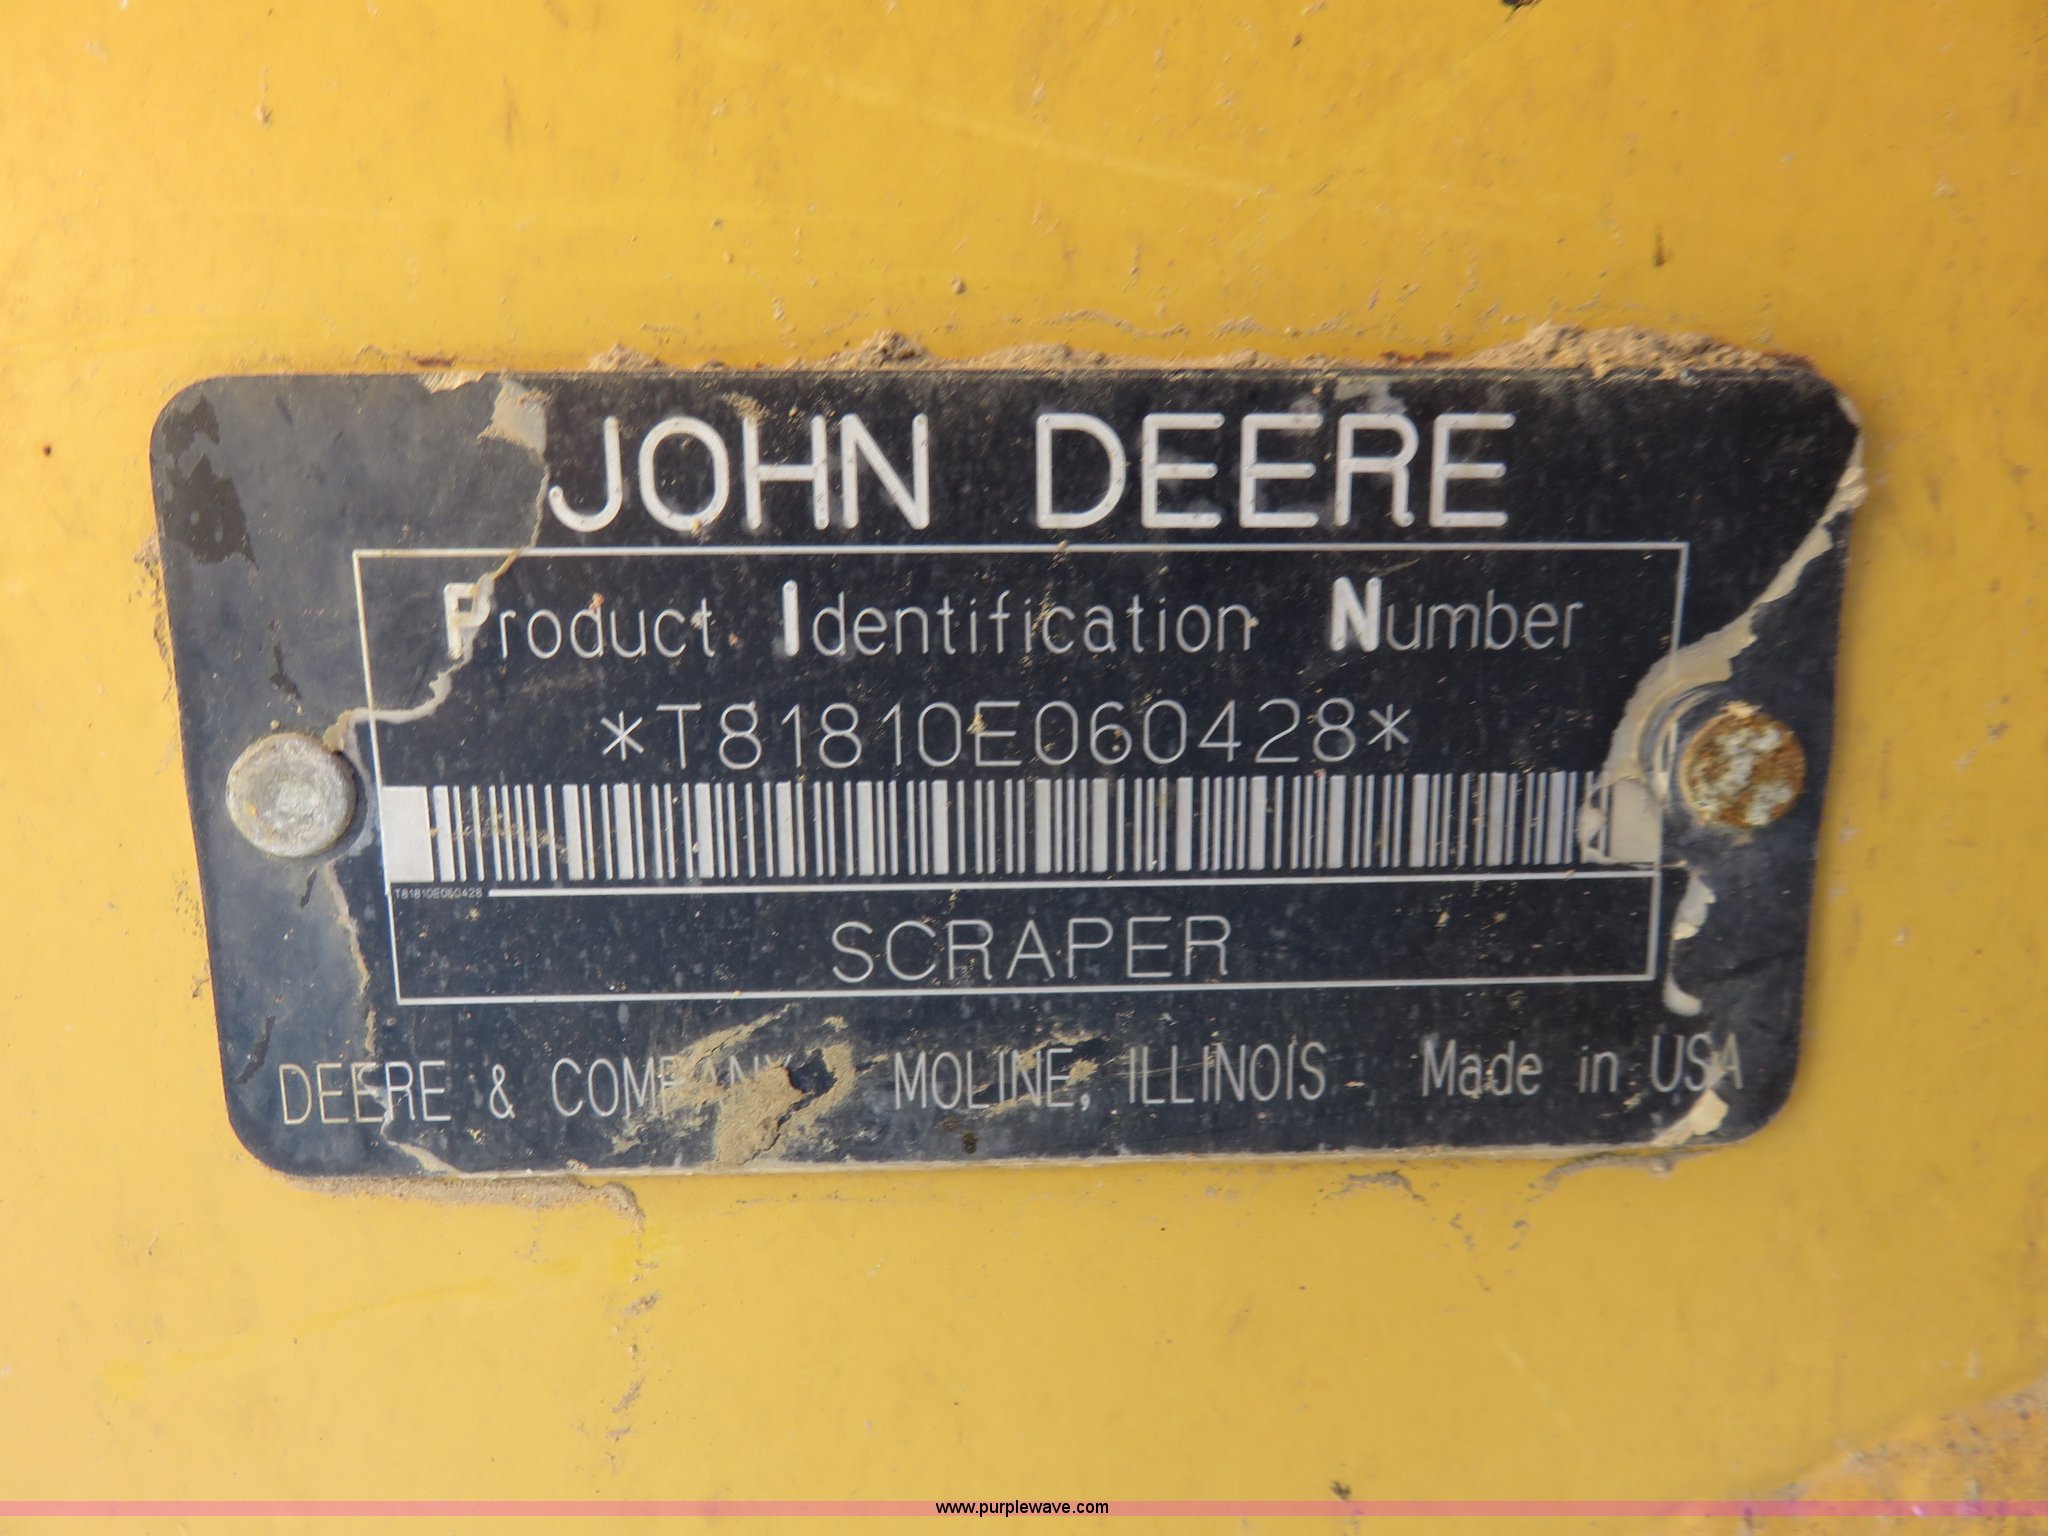 JOHN DEERE
Product Identification Number
*T81810E060428*
T81810E060428
SCRAPER
DEERE & COMPANY MOLINE, ILLINOIS Made in USA
www.purplewave.com